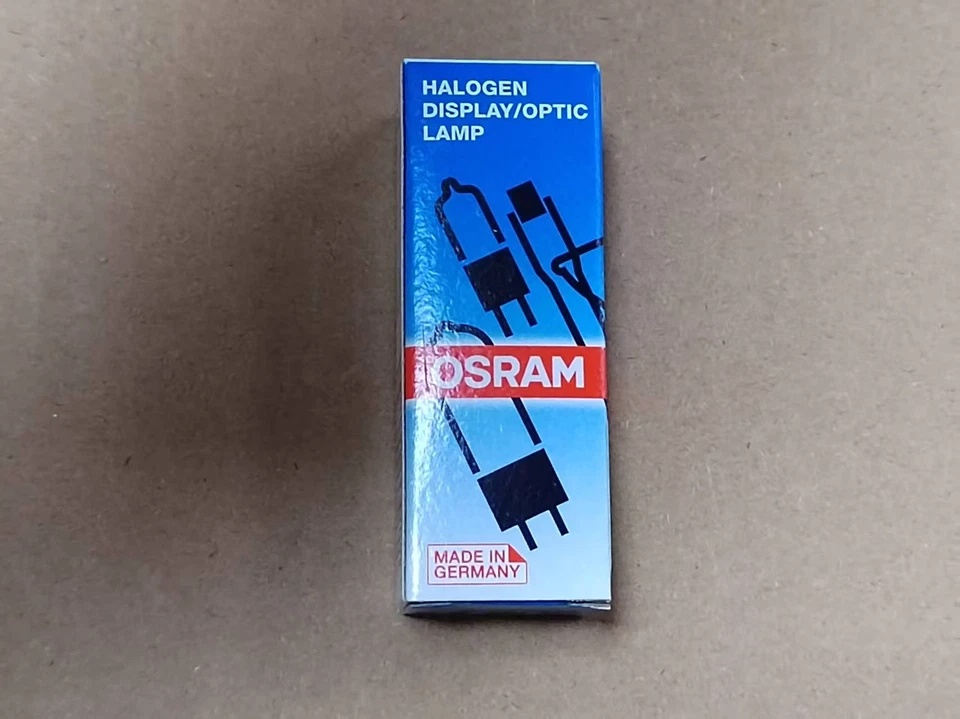 HALOGEN
DISPLAY/OPTIC
LAMP
OSRAM
MADE IN
GERMANY